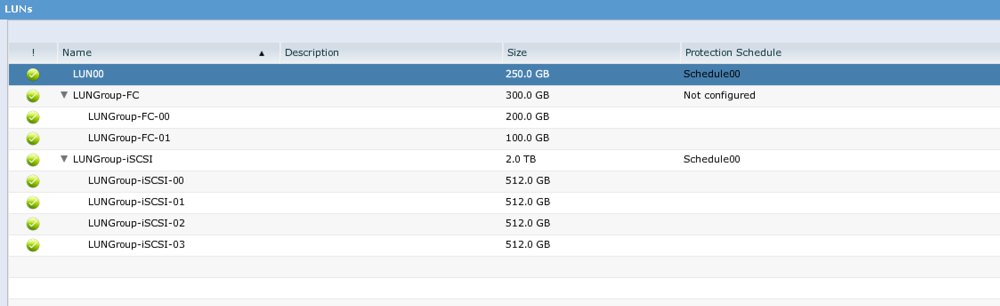 LUNs
! Name ▲ Description Size Protection Schedule
LUN00 250.0 GB Schedule00
▼ LUNGroup-FC 300.0 GB Not configured
LUNGroup-FC-00 200.0 GB
LUNGroup-FC-01 100.0 GB
▼ LUNGroup-iSCSI 2.0 TB Schedule00
LUNGroup-iSCSI-00 512.0 GB
LUNGroup-iSCSI-01 512.0 GB
LUNGroup-iSCSI-02 512.0 GB
LUNGroup-iSCSI-03 512.0 GB